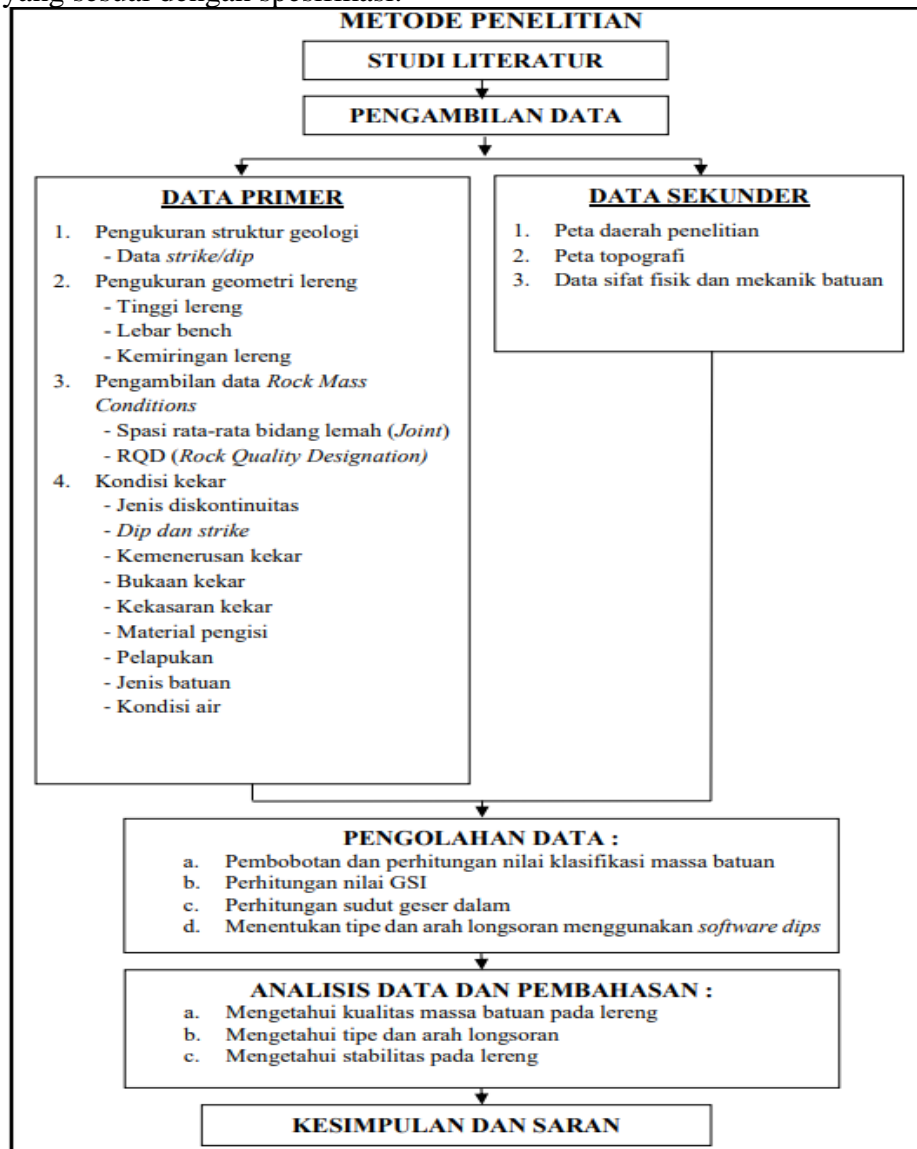 yang sesuai dengan spesifikasi.
METODE PENELITIAN
STUDI LITERATUR
PENGAMBILAN DATA
DATA PRIMER
1. Pengukuran struktur geologi
- Data strike/dip
2. Pengukuran geometri lereng
- Tinggi lereng
- Lebar bench
- Kemiringan lereng
3. Pengambilan data Rock Mass
Conditions
- Spasi rata-rata bidang lemah (Joint)
- RQD (Rock Quality Designation)
4. Kondisi kekar
- Jenis diskontinuitas
- Dip dan strike
- Kemenerusan kekar
- Bukaan kekar
- Kekasaran kekar
- Material pengisi
- Pelapukan
- Jenis batuan
- Kondisi air
DATA SEKUNDER
1. Peta daerah penelitian
2. Peta topografi
3. Data sifat fisik dan mekanik batuan
PENGOLAHAN DATA :
a. Pembobotan dan perhitungan nilai klasifikasi massa batuan
b. Perhitungan nilai GSI
c. Perhitungan sudut geser dalam
d. Menentukan tipe dan arah longsoran menggunakan software dips
ANALISIS DATA DAN PEMBAHASAN :
a. Mengetahui kualitas massa batuan pada lereng
b. Mengetahui tipe dan arah longsoran
c. Mengetahui stabilitas pada lereng
KESIMPULAN DAN SARAN